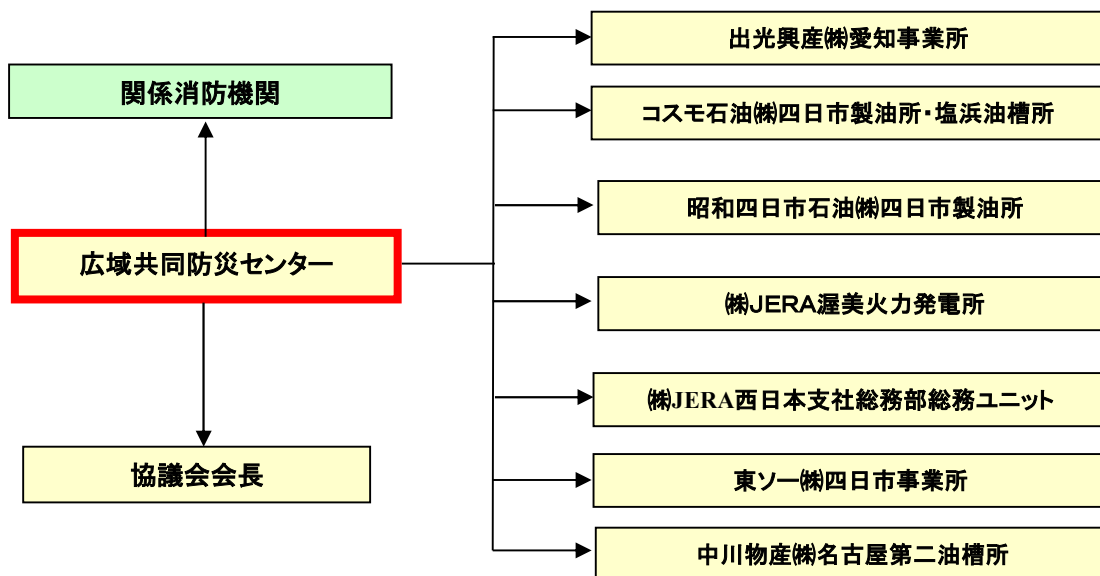 関係消防機関
広域共同防災センター
協議会会長
出光興産㈱愛知事業所
コスモ石油㈱四日市製油所・塩浜油槽所
昭和四日市石油㈱四日市製油所
㈱JERA渥美火力発電所
㈱JERA西日本支社総務部総務ユニット
東ソー㈱四日市事業所
中川物産㈱名古屋第二油槽所